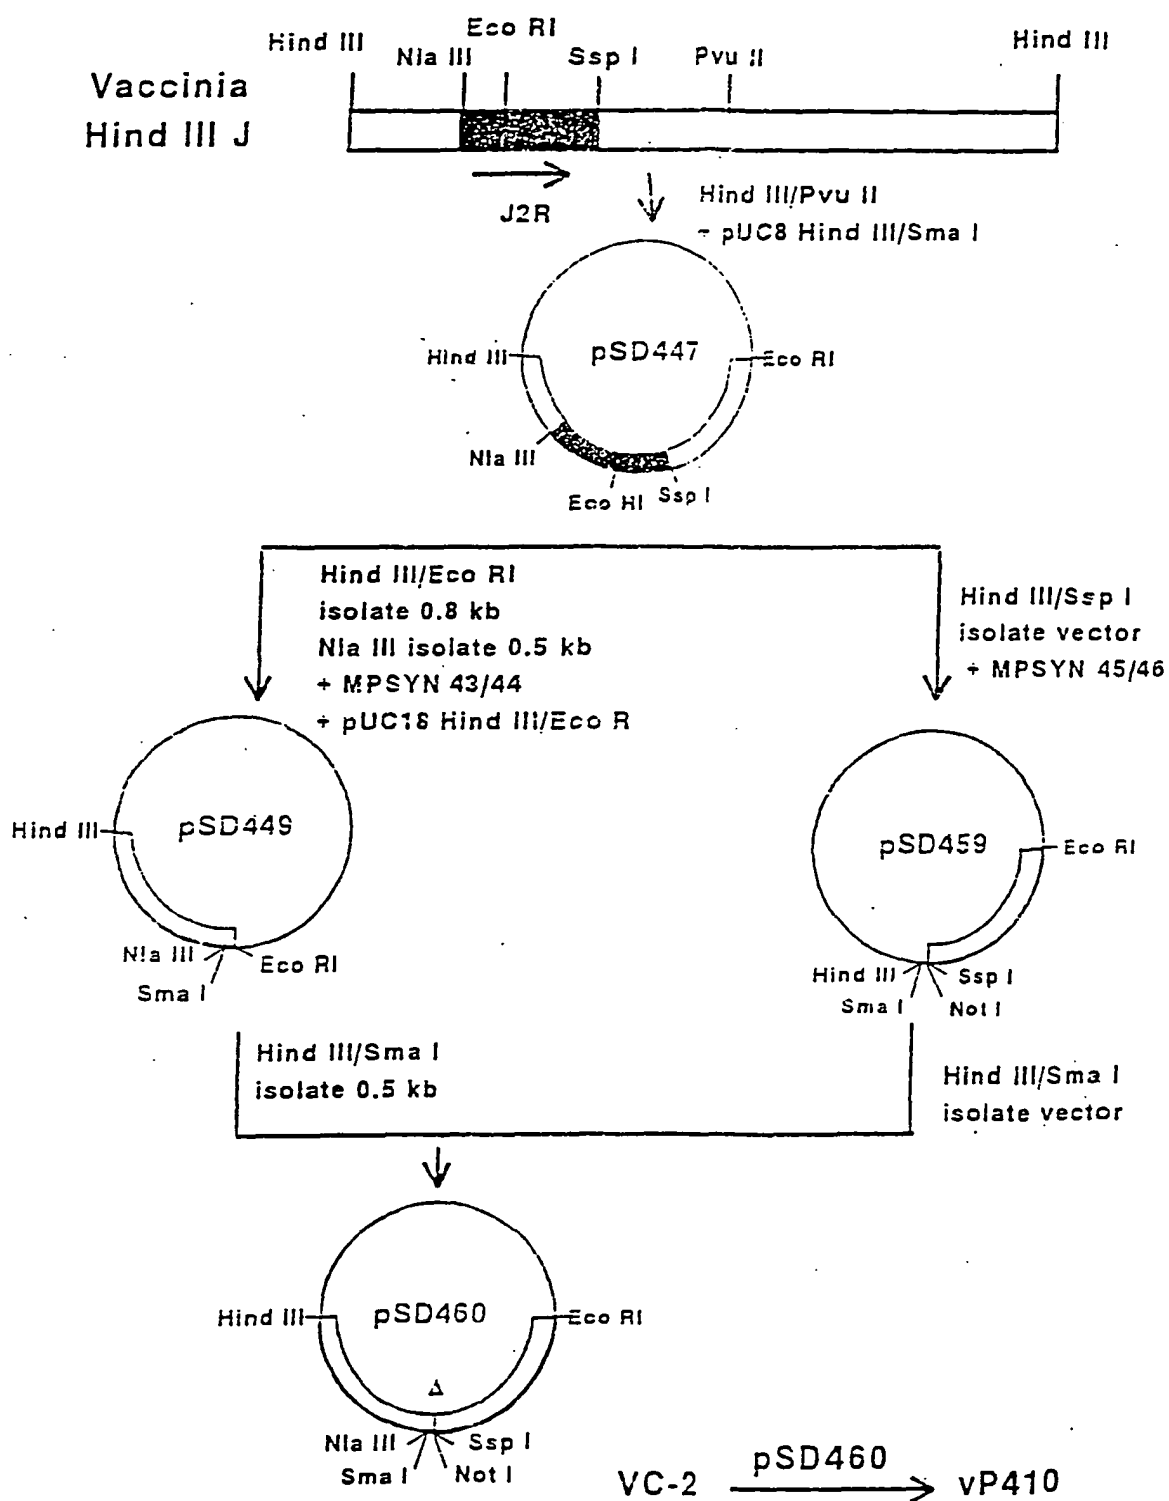 Hind III
Nla III
Eco RI
Ssp I
Pvu II
Hind III
Vaccinia
Hind III J
J2R
Hind III/Pvu II
+ pUC8 Hind III/Sma I
pSD447
Hind III
Eco RI
Nla III
Eco RI
Ssp I
Hind III/Eco RI
isolate 0.8 kb
Nla III isolate 0.5 kb
+ MPSYN 43/44
+ pUC18 Hind III/Eco R
Hind III/Ssp I
isolate vector
+ MPSYN 45/46
pSD449
Hind III
Nla III
Eco RI
Sma I
pSD459
Eco RI
Hind III
Ssp I
Sma I
Not I
Hind III/Sma I
isolate 0.5 kb
Hind III/Sma I
isolate vector
pSD460
Hind III
Eco RI
Δ
Nla III
Ssp I
Sma I
Not I
VC-2
pSD460
vP410